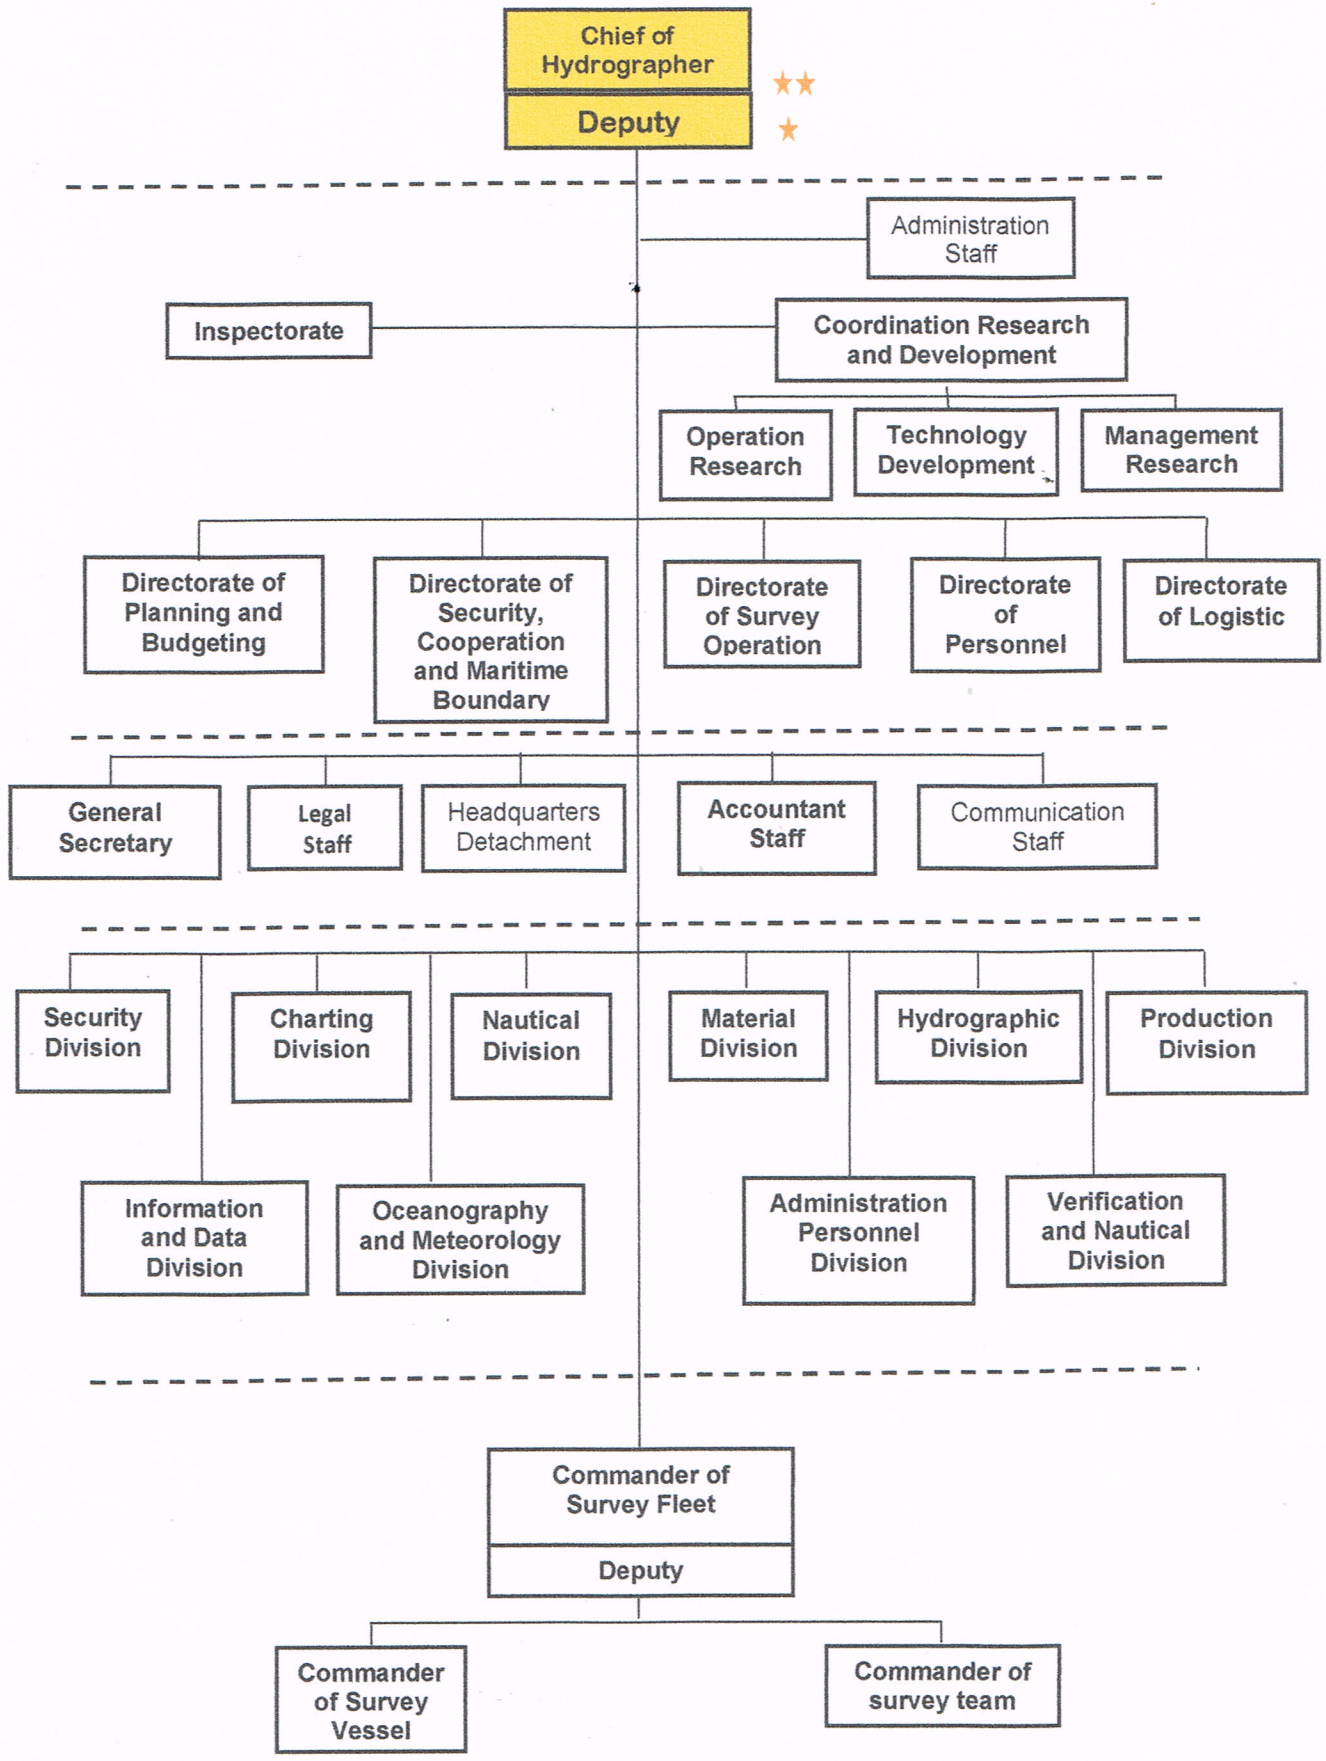 Chief of
Hydrographer
Deputy
Administration
Staff
Inspectorate
Coordination Research
and Development
Operation
Research
Technology
Development
Management
Research
Directorate of
Planning and
Budgeting
Directorate of
Security,
Cooperation
and Maritime
Boundary
Directorate
of Survey
Operation
Directorate
of
Personnel
Directorate
of Logistic
General
Secretary
Legal
Staff
Headquarters
Detachment
Accountant
Staff
Communication
Staff
Security
Division
Charting
Division
Nautical
Division
Material
Division
Hydrographic
Division
Production
Division
Information
and Data
Division
Oceanography
and Meteorology
Division
Administration
Personnel
Division
Verification
and Nautical
Division
Commander of
Survey Fleet
Deputy
Commander
of Survey
Vessel
Commander of
survey team